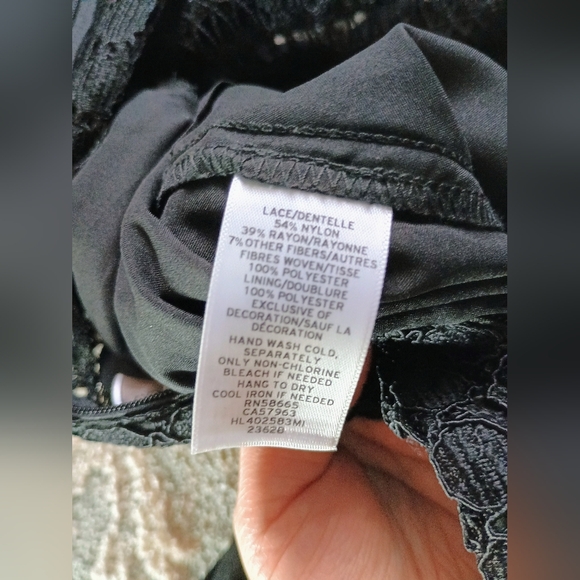 LACE/DENTELLE
54% NYLON
39% RAYON/RAYONNE
7% OTHER FIBERS/AUTRES
FIBRES WOVEN/TISSE
100% POLYESTER
LINING/DOUBLURE
100% POLYESTER
EXCLUSIVE OF
DECORATION/SAUF LA
DÉCORATION
HAND WASH COLD,
SEPARATELY
ONLY NON-CHLORINE
BLEACH IF NEEDED
HANG TO DRY
COOL IRON IF NEEDED
RN58665
CA57963
HL402583MI
23628